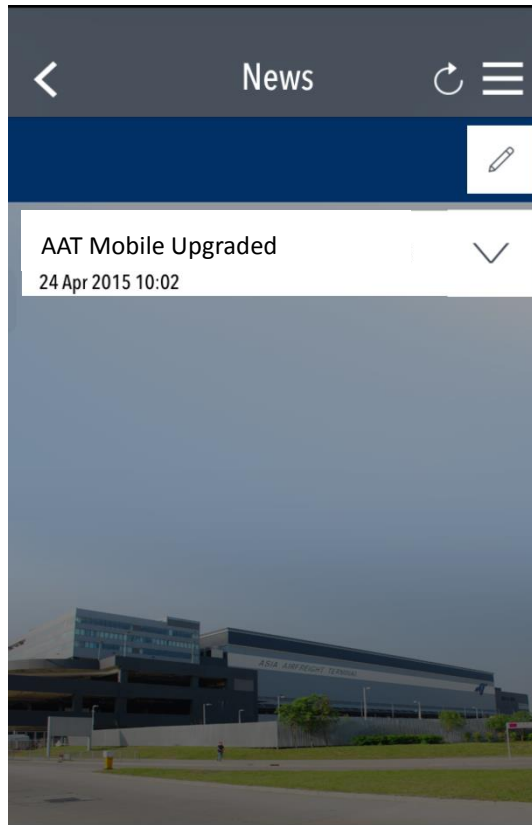 News
AAT Mobile Upgraded
24 Apr 2015 10:02
ASIA AIRFREIGHT TERMINAL